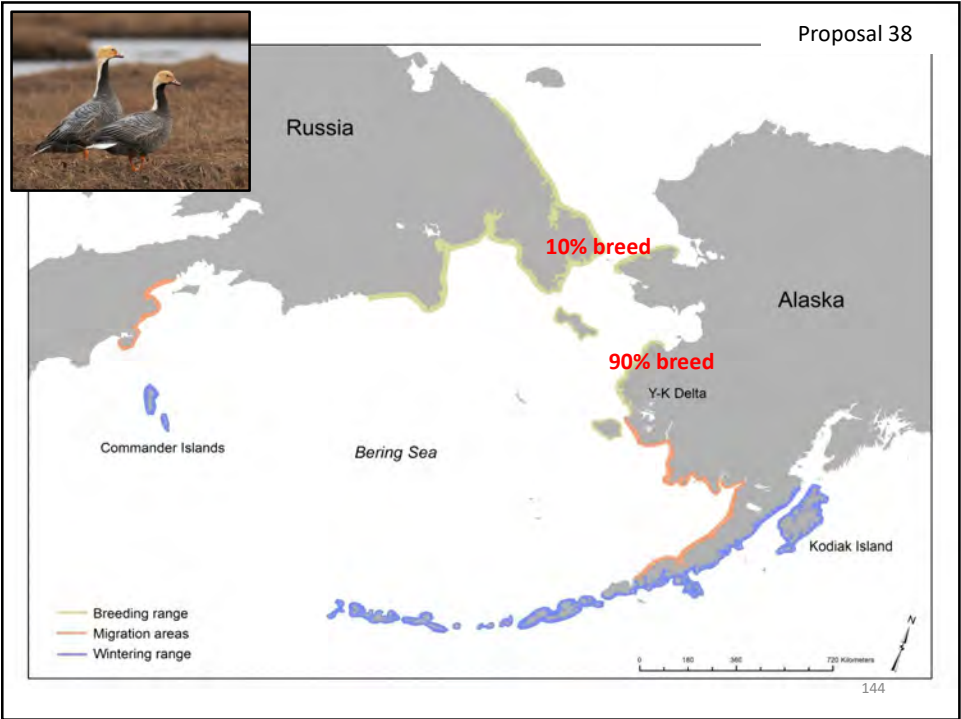 Proposal 38
Russia
10% breed
Alaska
90% breed
Y-K Delta
Commander Islands
Bering Sea
Kodiak Island
Breeding range
Migration areas
Wintering range
N
0 180 360 720 Kilometers
144